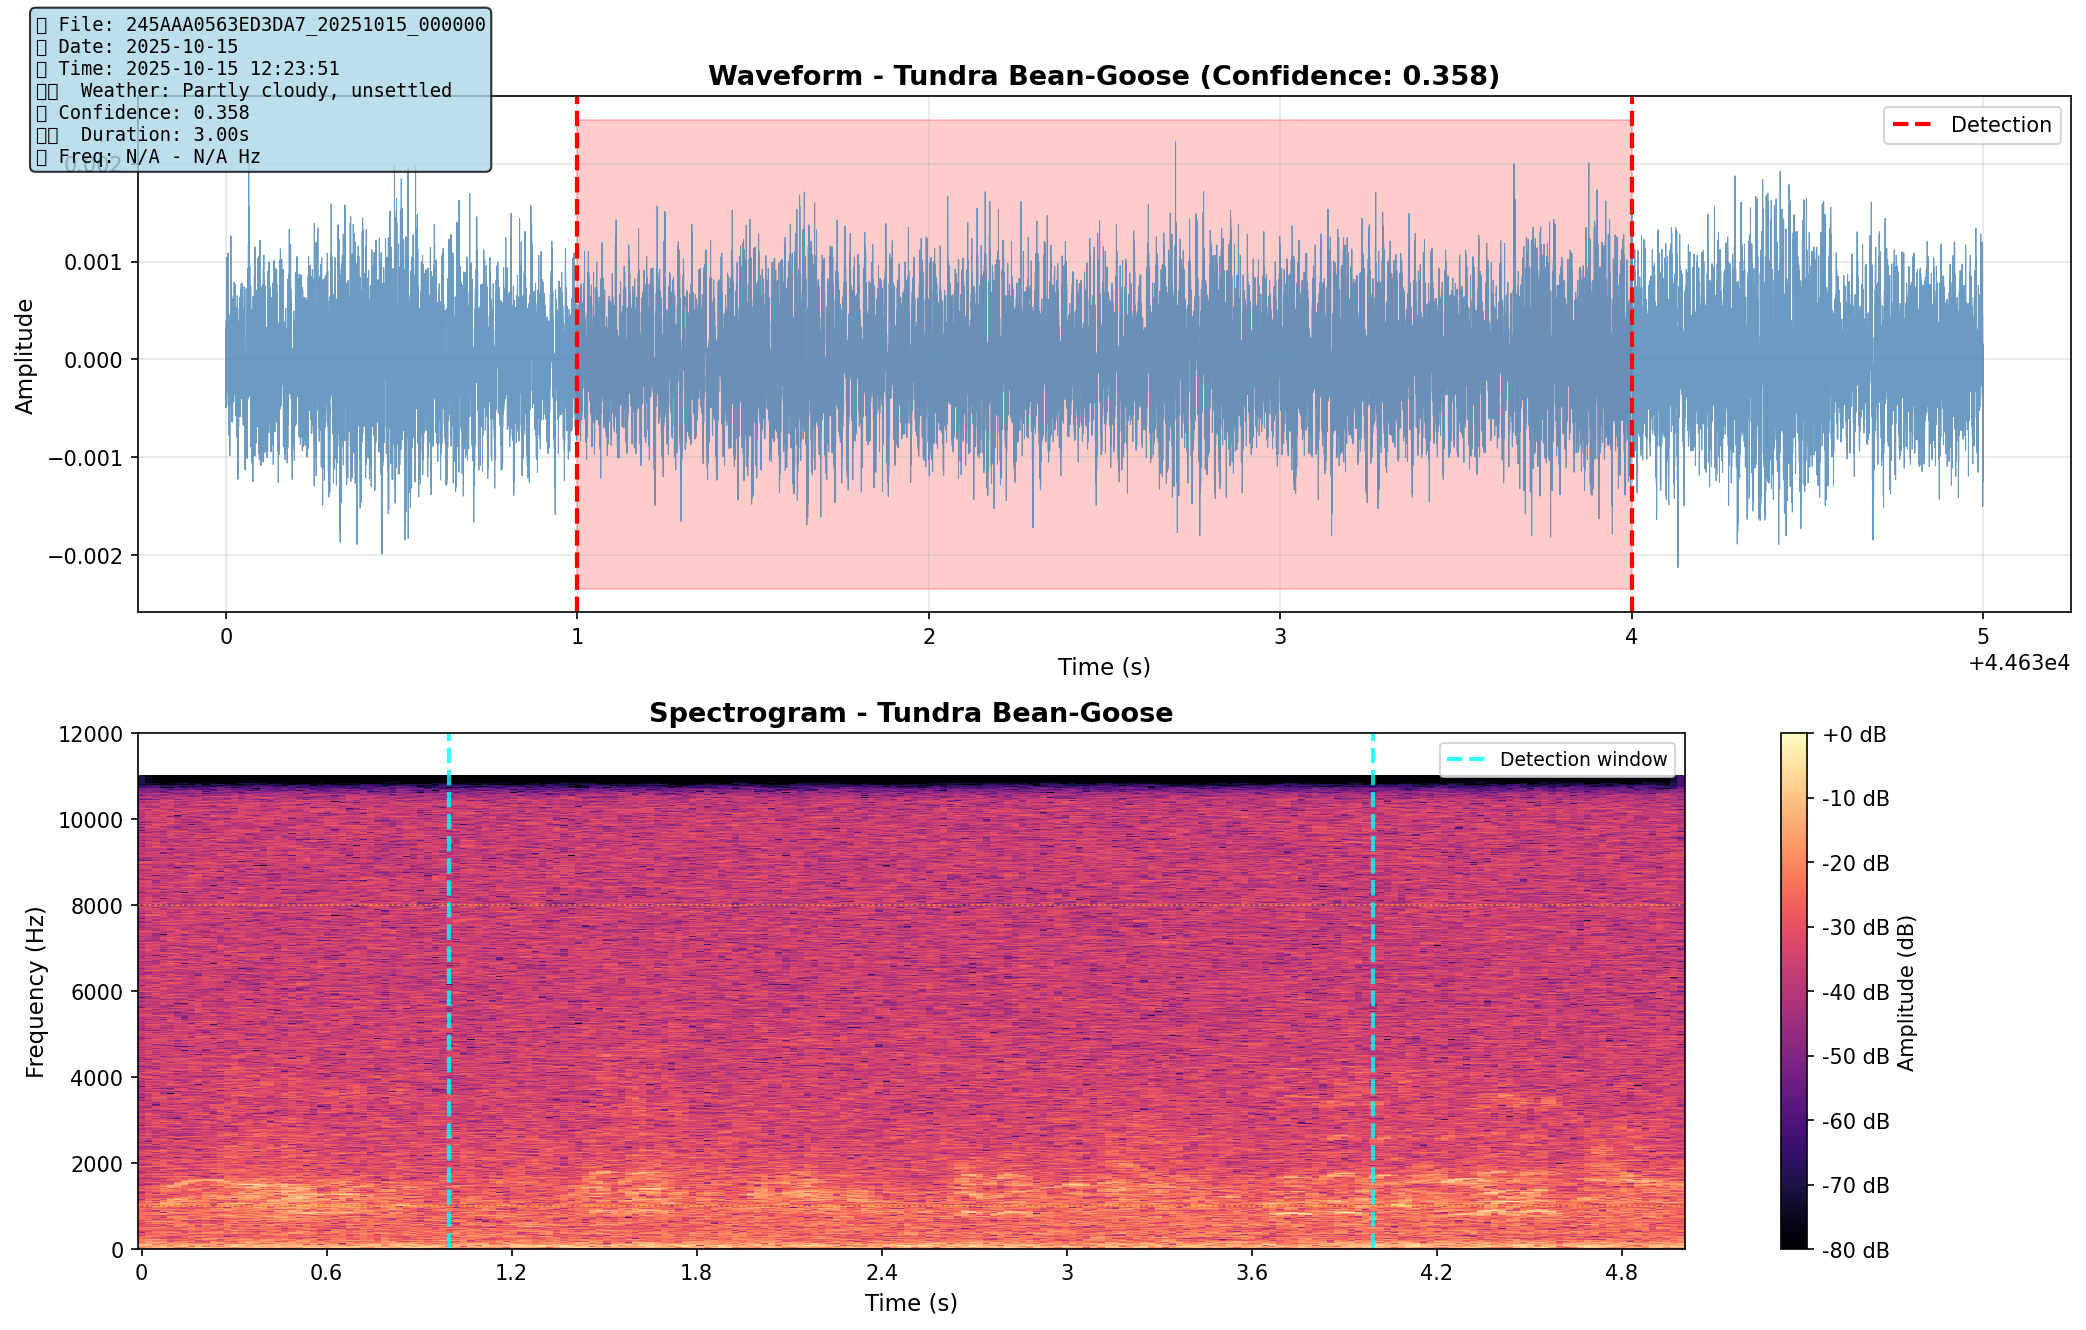 File: 245AAA0563ED3DA7_20251015_000000
Date: 2025-10-15
Time: 2025-10-15 12:23:51
Weather: Partly cloudy, unsettled
Confidence: 0.358
Duration: 3.00s
Freq: N/A - N/A Hz
Waveform - Tundra Bean-Goose (Confidence: 0.358)
Detection
Amplitude
0.002
0.001
0.000
−0.001
−0.002
0 1 2 3 4 5
Time (s)
+4.463e4
Spectrogram - Tundra Bean-Goose
Detection window
Frequency (Hz)
12000
10000
8000
6000
4000
2000
0
0 0.6 1.2 1.8 2.4 3 3.6 4.2 4.8
Time (s)
+0 dB
-10 dB
-20 dB
-30 dB
-40 dB
-50 dB
-60 dB
-70 dB
-80 dB
Amplitude (dB)